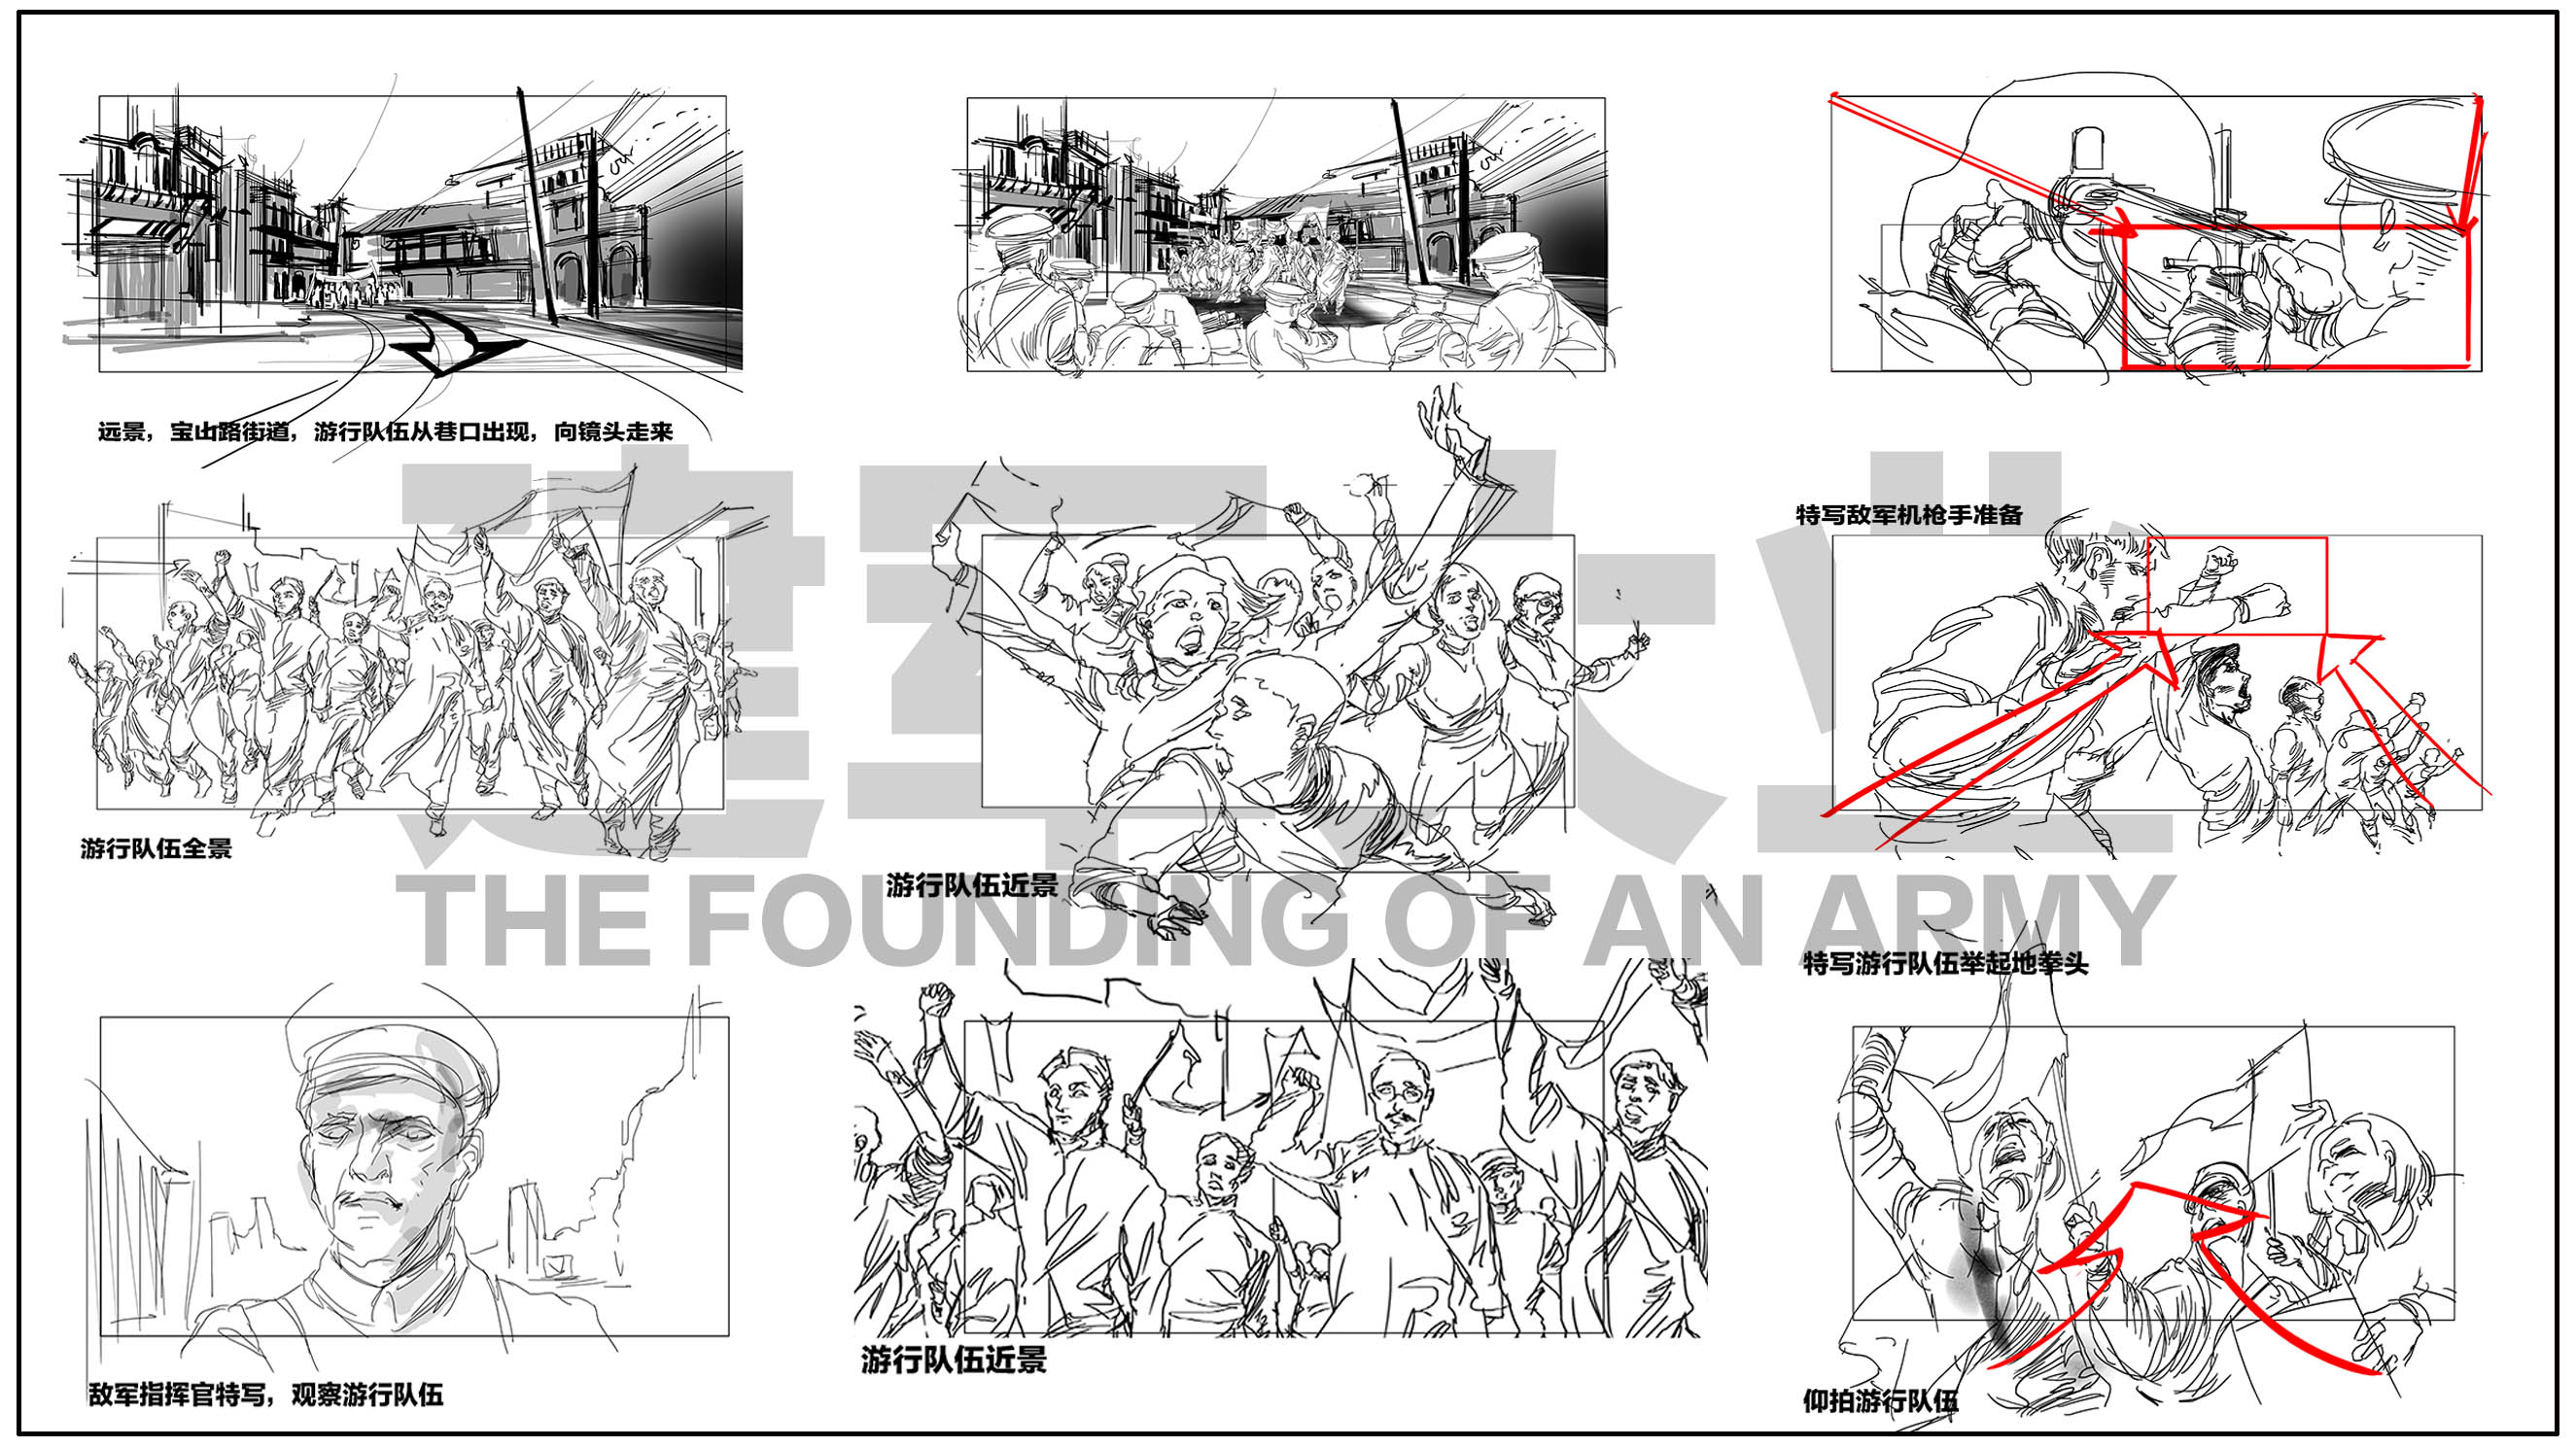 远景，宝山路街道，游行队伍从巷口出现，向镜头走来
特写敌军机枪手准备
游行队伍全景
游行队伍近景
特写游行队伍举起地拳头
建军大业
THE FOUNDING OF AN ARMY
敌军指挥官特写，观察游行队伍
游行队伍近景
仰拍游行队伍